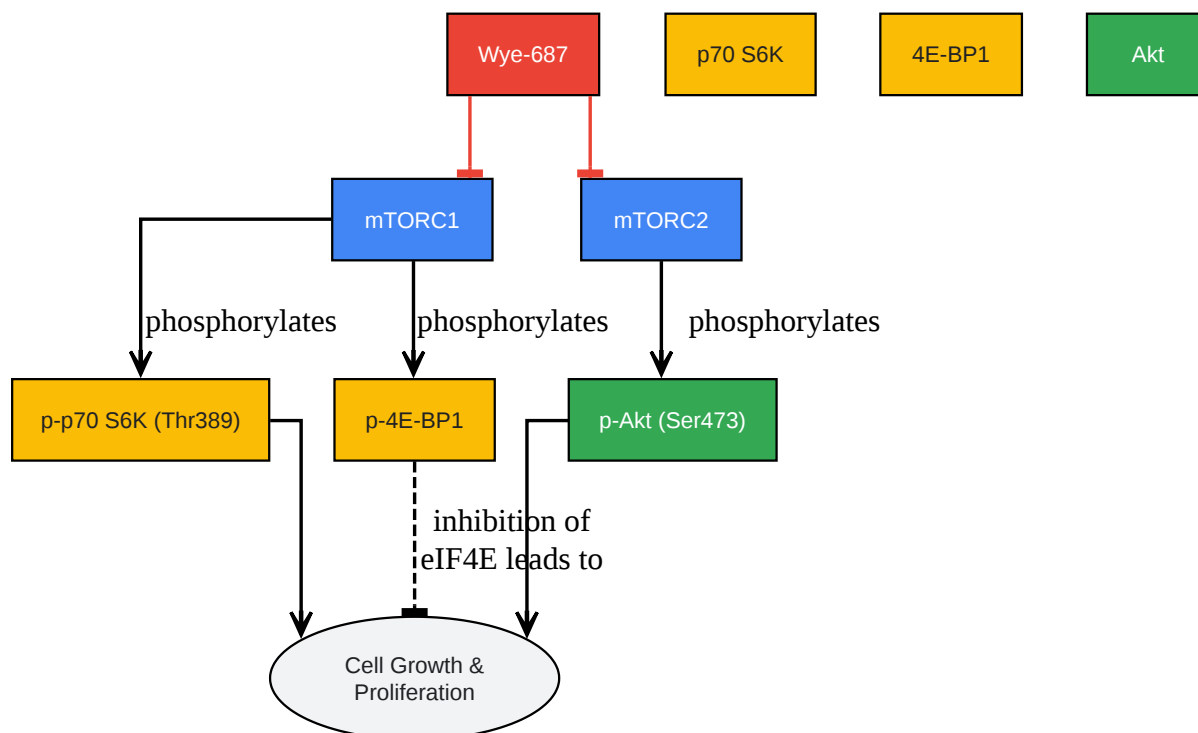 Wye-687
p70 S6K
4E-BP1
Akt
mTORC1
mTORC2
phosphorylates
phosphorylates
phosphorylates
p-p70 S6K (Thr389)
p-4E-BP1
p-Akt (Ser473)
inhibition of
eIF4E leads to
Cell Growth &
Proliferation